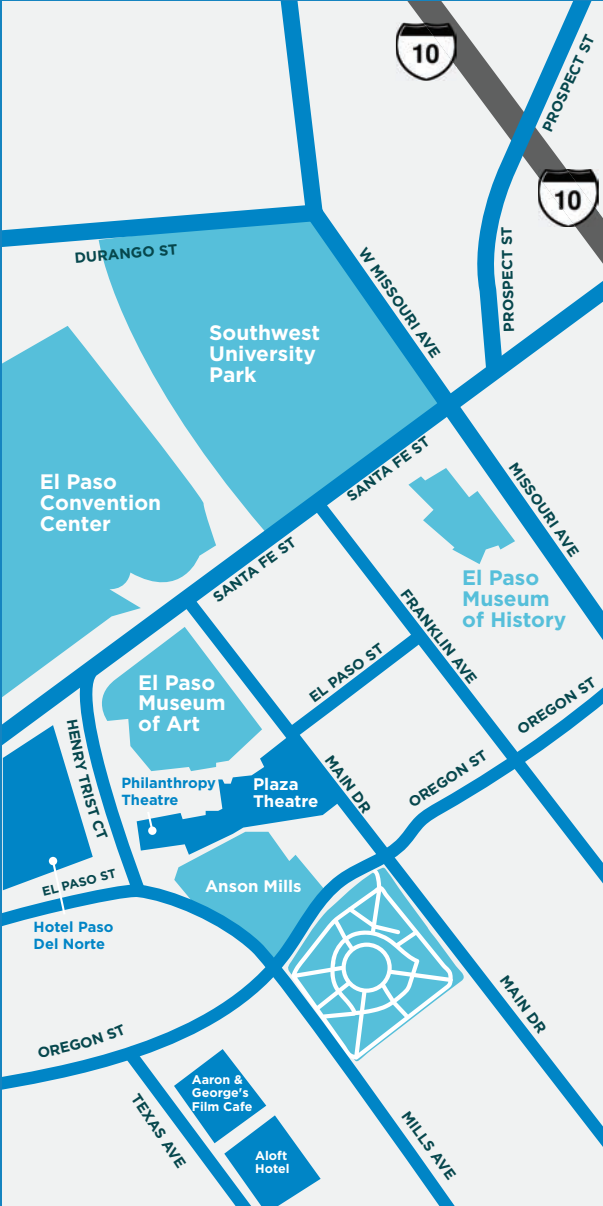 10
PROSPECT ST
10
DURANGO ST
W MISSOURI AVE
PROSPECT ST
Southwest
University
Park
SANTA FE ST
MISSOURI AVE
El Paso
Convention
Center
SANTA FE ST
El Paso
Museum
of History
FRANKLIN AVE
EL PASO ST
El Paso
Museum
of Art
OREGON ST
HENRY TRIST CT
Philanthropy
Theatre
Plaza
Theatre
MAIN DR
OREGON ST
EL PASO ST
Anson Mills
Hotel Paso
Del Norte
MAIN DR
OREGON ST
Aaron &
George's
Film Cafe
TEXAS AVE
MILLS AVE
Aloft
Hotel